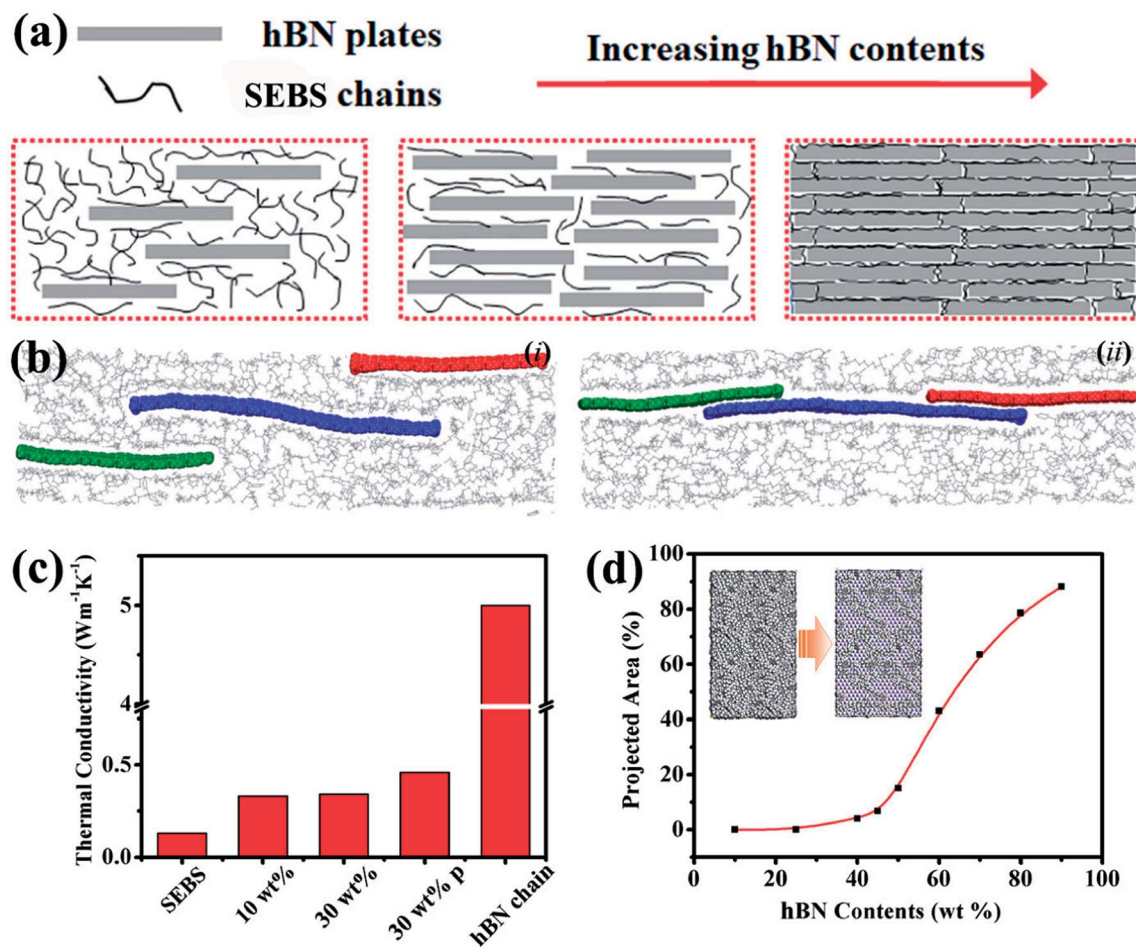 (a)
hBN plates
SEBS chains
Increasing hBN contents
(b)
(i)
(ii)
(c)
Thermal Conductivity (Wm⁻¹K⁻¹)
5
4
0.5
0.0
SEBS
10 wt%
30 wt%
30 wt% p
hBN chain
(d)
Projected Area (%)
100
80
60
40
20
0
0 20 40 60 80 100
hBN Contents (wt %)